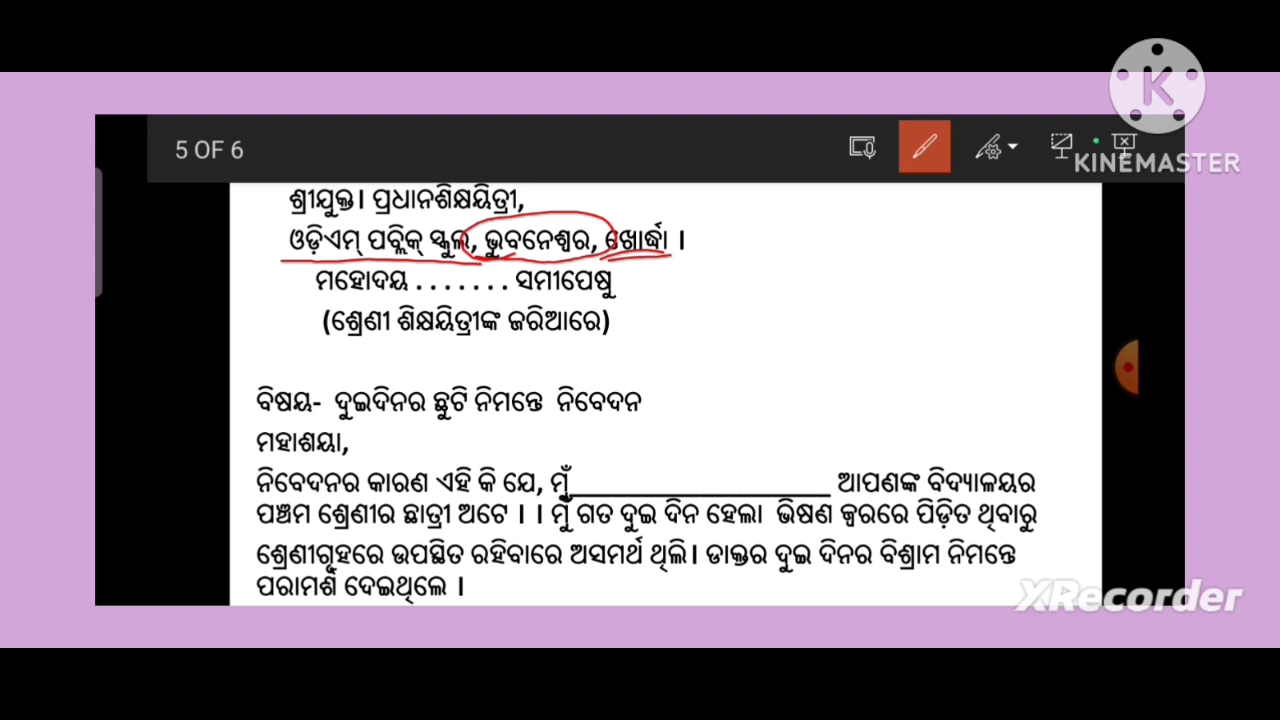 KINEMASTER
5 OF 6
ଶ୍ରୀଯୁକ୍ତା ପ୍ରଧାନଶିକ୍ଷୟିତ୍ରୀ,
ଓଡ଼ିଏମ୍ ପବ୍ଲିକ୍ ସ୍କୁଲ, ଭୁବନେଶ୍ୱର, ଖୋର୍ଦ୍ଧା ।
ମହୋଦୟ . . . . . . . ସମୀପେଷୁ
(ଶ୍ରେଣୀ ଶିକ୍ଷୟିତ୍ରୀଙ୍କ ଜରିଆରେ)
ବିଷୟ- ଦୁଇଦିନର ଛୁଟି ନିମନ୍ତେ ନିବେଦନ
ମହାଶୟା,
ନିବେଦନର କାରଣ ଏହି କି ଯେ, ମୁଁ____________________ ଆପଣଙ୍କ ବିଦ୍ୟାଳୟର
ପଞ୍ଚମ ଶ୍ରେଣୀର ଛାତ୍ରୀ ଅଟେ । । ମୁଁ ଗତ ଦୁଇ ଦିନ ହେଲା ଭିଷଣ ଜ୍ୱରରେ ପିଡ଼ିତ ଥିବାରୁ
ଶ୍ରେଣୀଗୃହରେ ଉପସ୍ଥିତ ରହିବାରେ ଅସମର୍ଥ ଥିଲି। ଡାକ୍ତର ଦୁଇ ଦିନର ବିଶ୍ରାମ ନିମନ୍ତେ
ପରାମର୍ଶ ଦେଇଥିଲେ ।
XRecorder